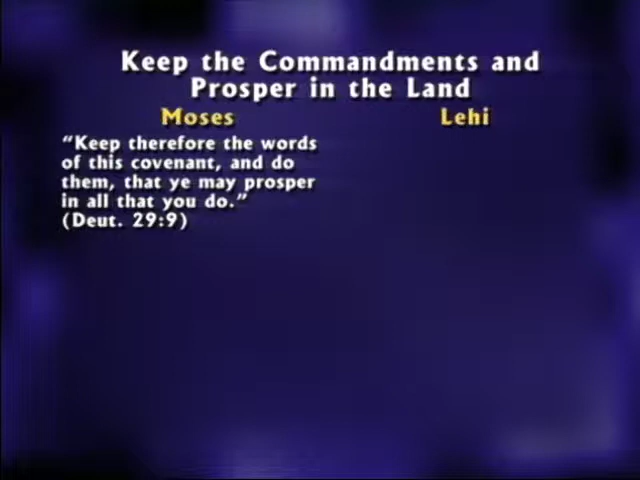 Keep the Commandments and
Prosper in the Land
Moses
Lehi
“Keep therefore the words
of this covenant, and do
them, that ye may prosper
in all that you do.”
(Deut. 29:9)